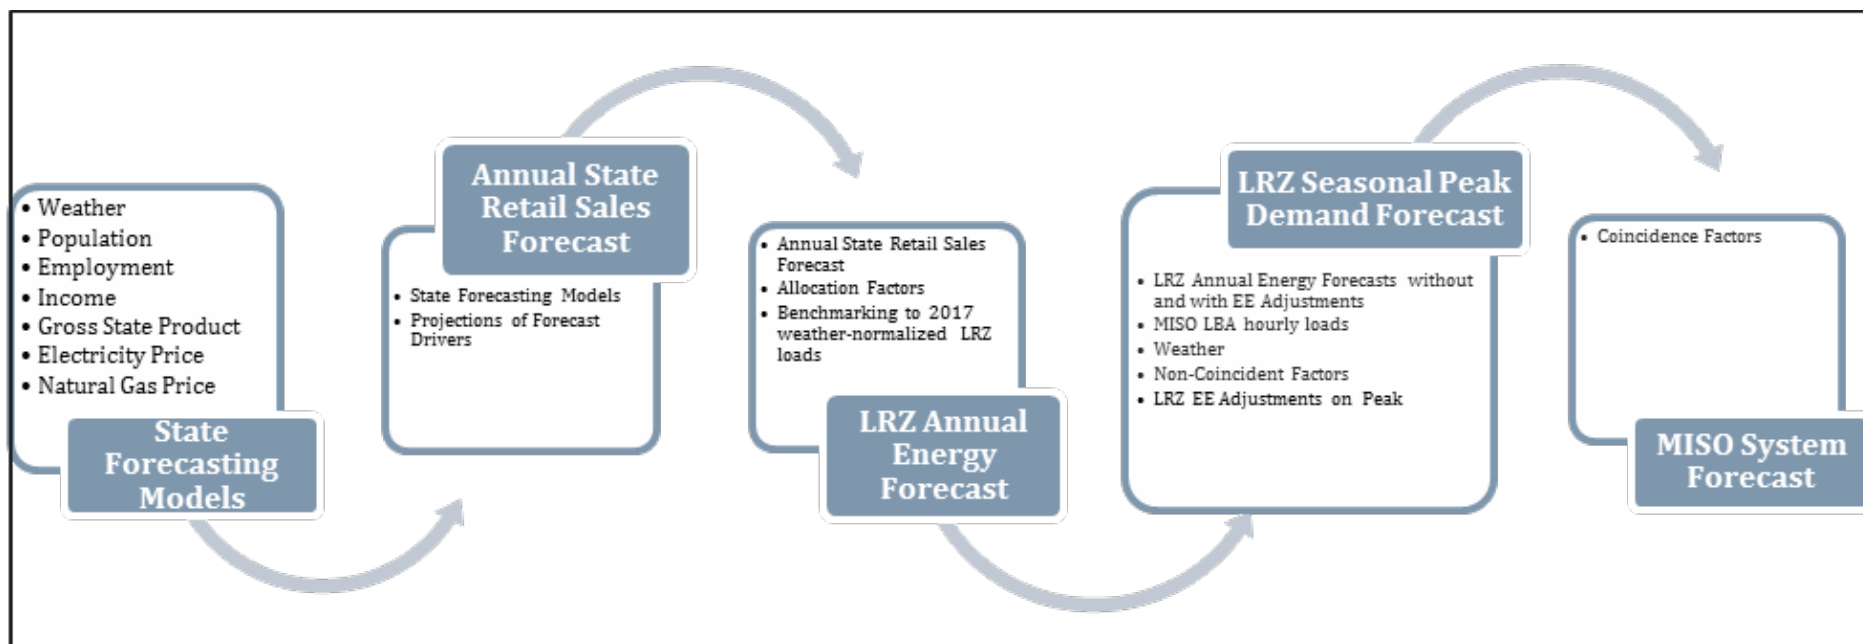 • Weather
• Population
• Employment
• Income
• Gross State Product
• Electricity Price
• Natural Gas Price
State
Forecasting
Models
Annual State
Retail Sales
Forecast
• State Forecasting Models
• Projections of Forecast
Drivers
• Annual State Retail Sales
Forecast
• Allocation Factors
• Benchmarking to 2017
weather-normalized LRZ
loads
LRZ Annual
Energy
Forecast
LRZ Seasonal Peak
Demand Forecast
• LRZ Annual Energy Forecasts without
and with EE Adjustments
• MISO LBA hourly loads
• Weather
• Non-Coincident Factors
• LRZ EE Adjustments on Peak
• Coincidence Factors
MISO System
Forecast